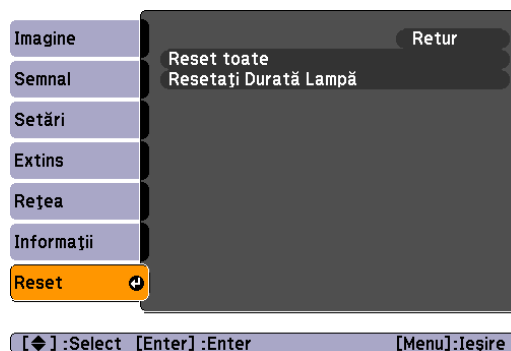 Imagine
Semnal
Setări
Extins
Reţea
Informaţii
Reset
Retur
Reset toate
Resetaţi Durată Lampă
[◆] :Select [Enter] :Enter [Menu]:Ieşire